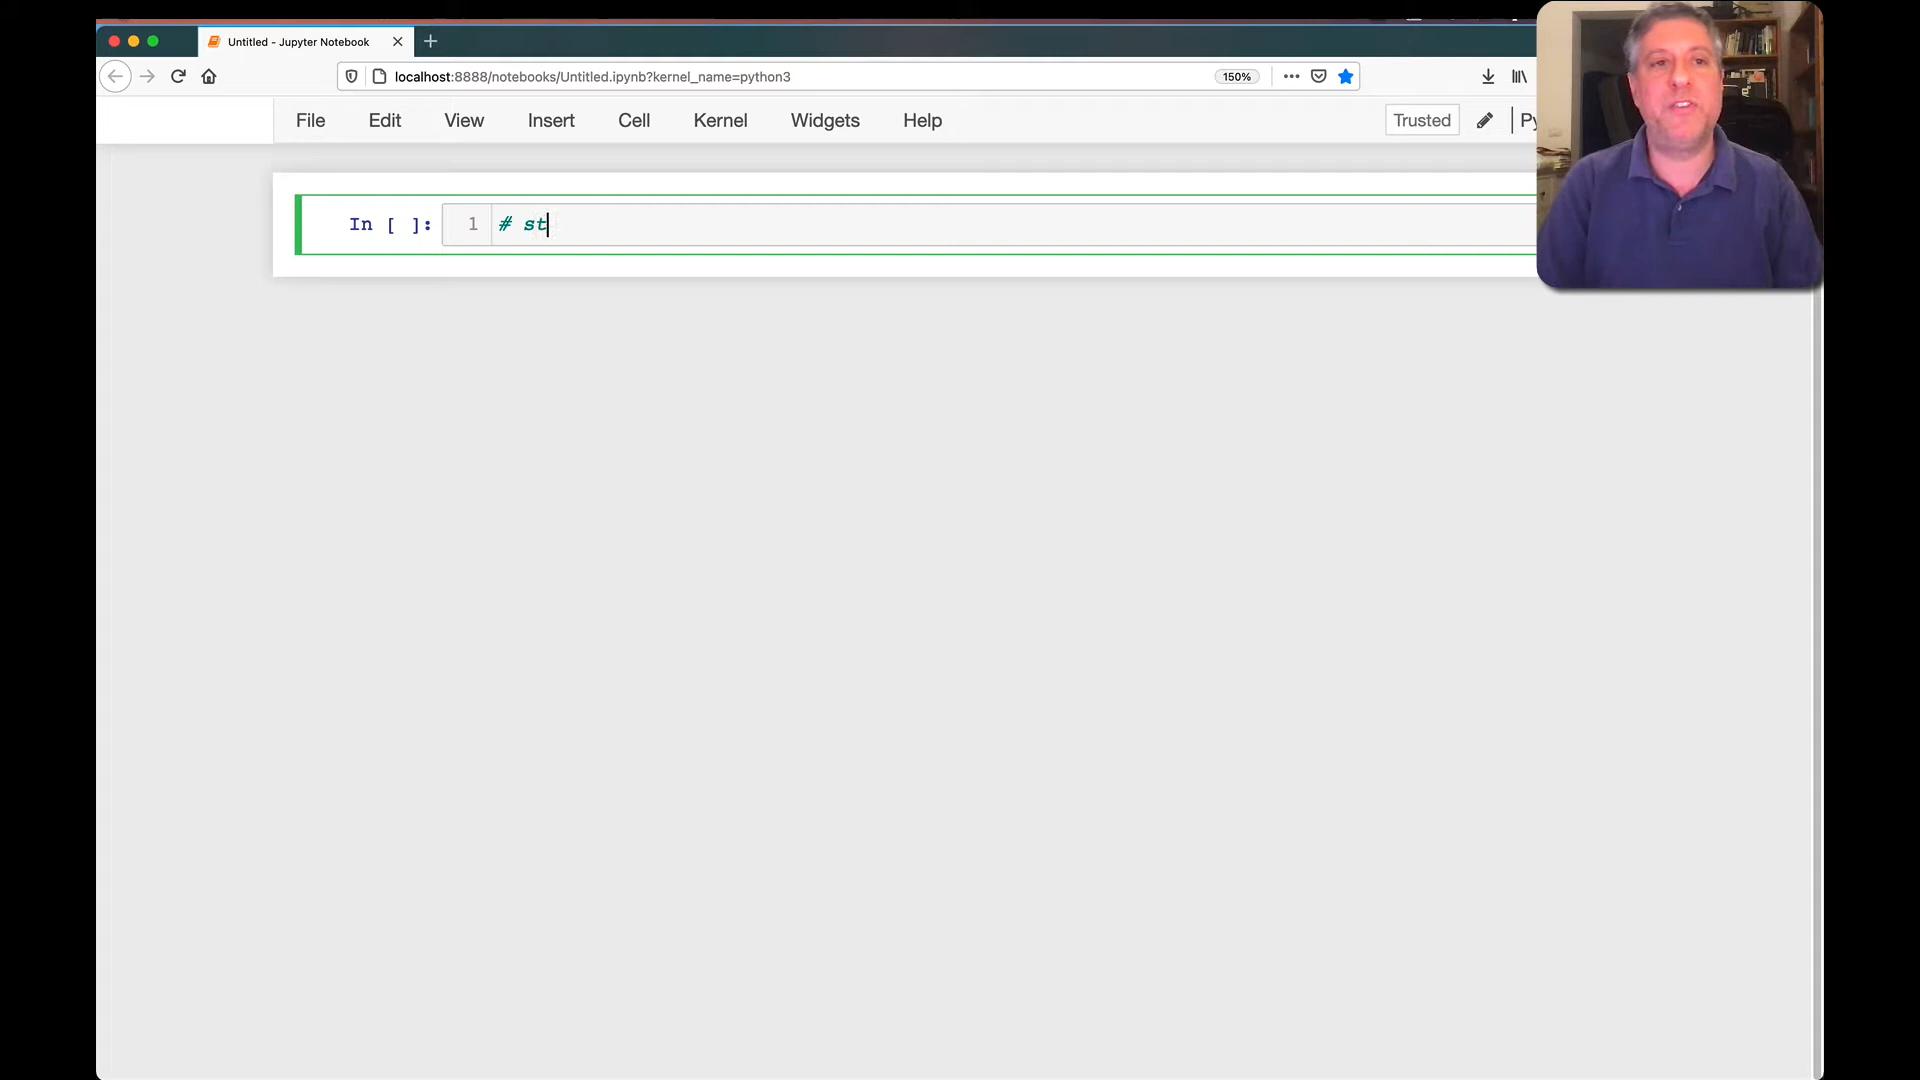 Untitled - Jupyter Notebook
localhost:8888/notebooks/Untitled.ipynb?kernel_name=python3
150%
File Edit View Insert Cell Kernel Widgets Help
Trusted
Py
In [ ]:
1
# st